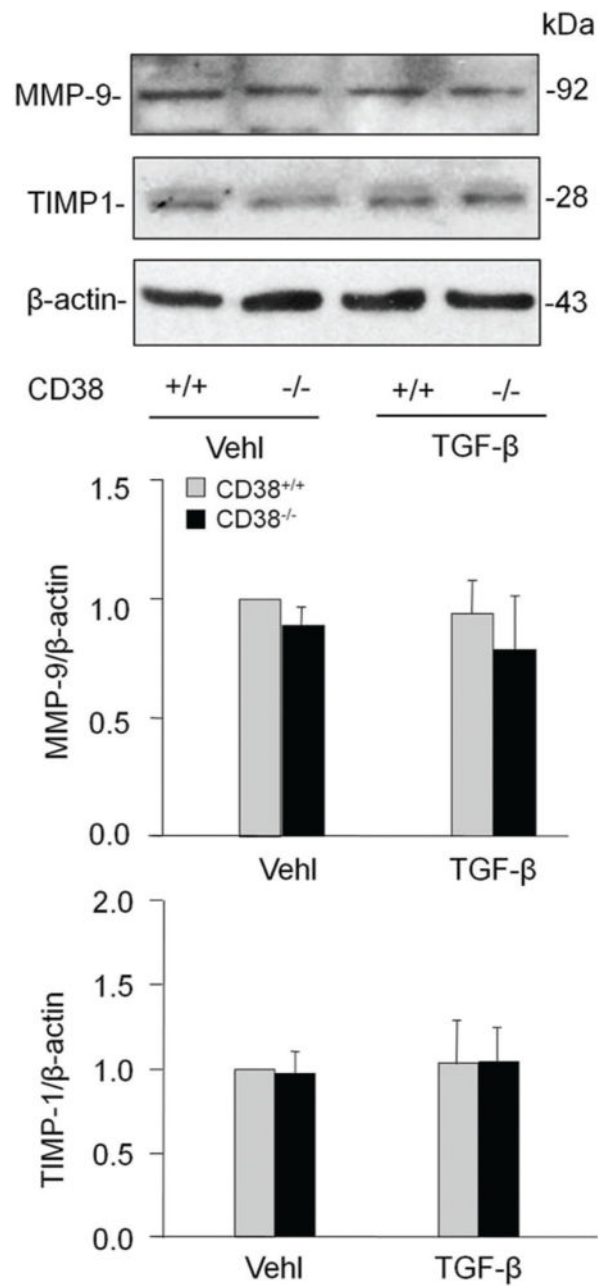 kDa
MMP-9- -92
TIMP1- -28
β-actin- -43
CD38 +/+ -/- +/+ -/-
Vehl TGF-β
CD38+/+
CD38-/-
MMP-9/β-actin
1.5
1.0
0.5
0.0
Vehl TGF-β
TIMP-1/β-actin
2.0
1.5
1.0
0.5
0.0
Vehl TGF-β